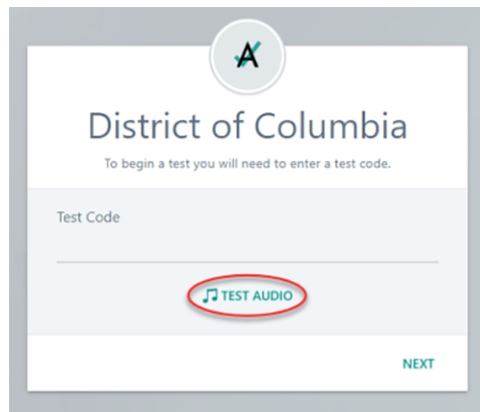 District of Columbia
To begin a test you will need to enter a test code.
Test Code
TEST AUDIO
NEXT